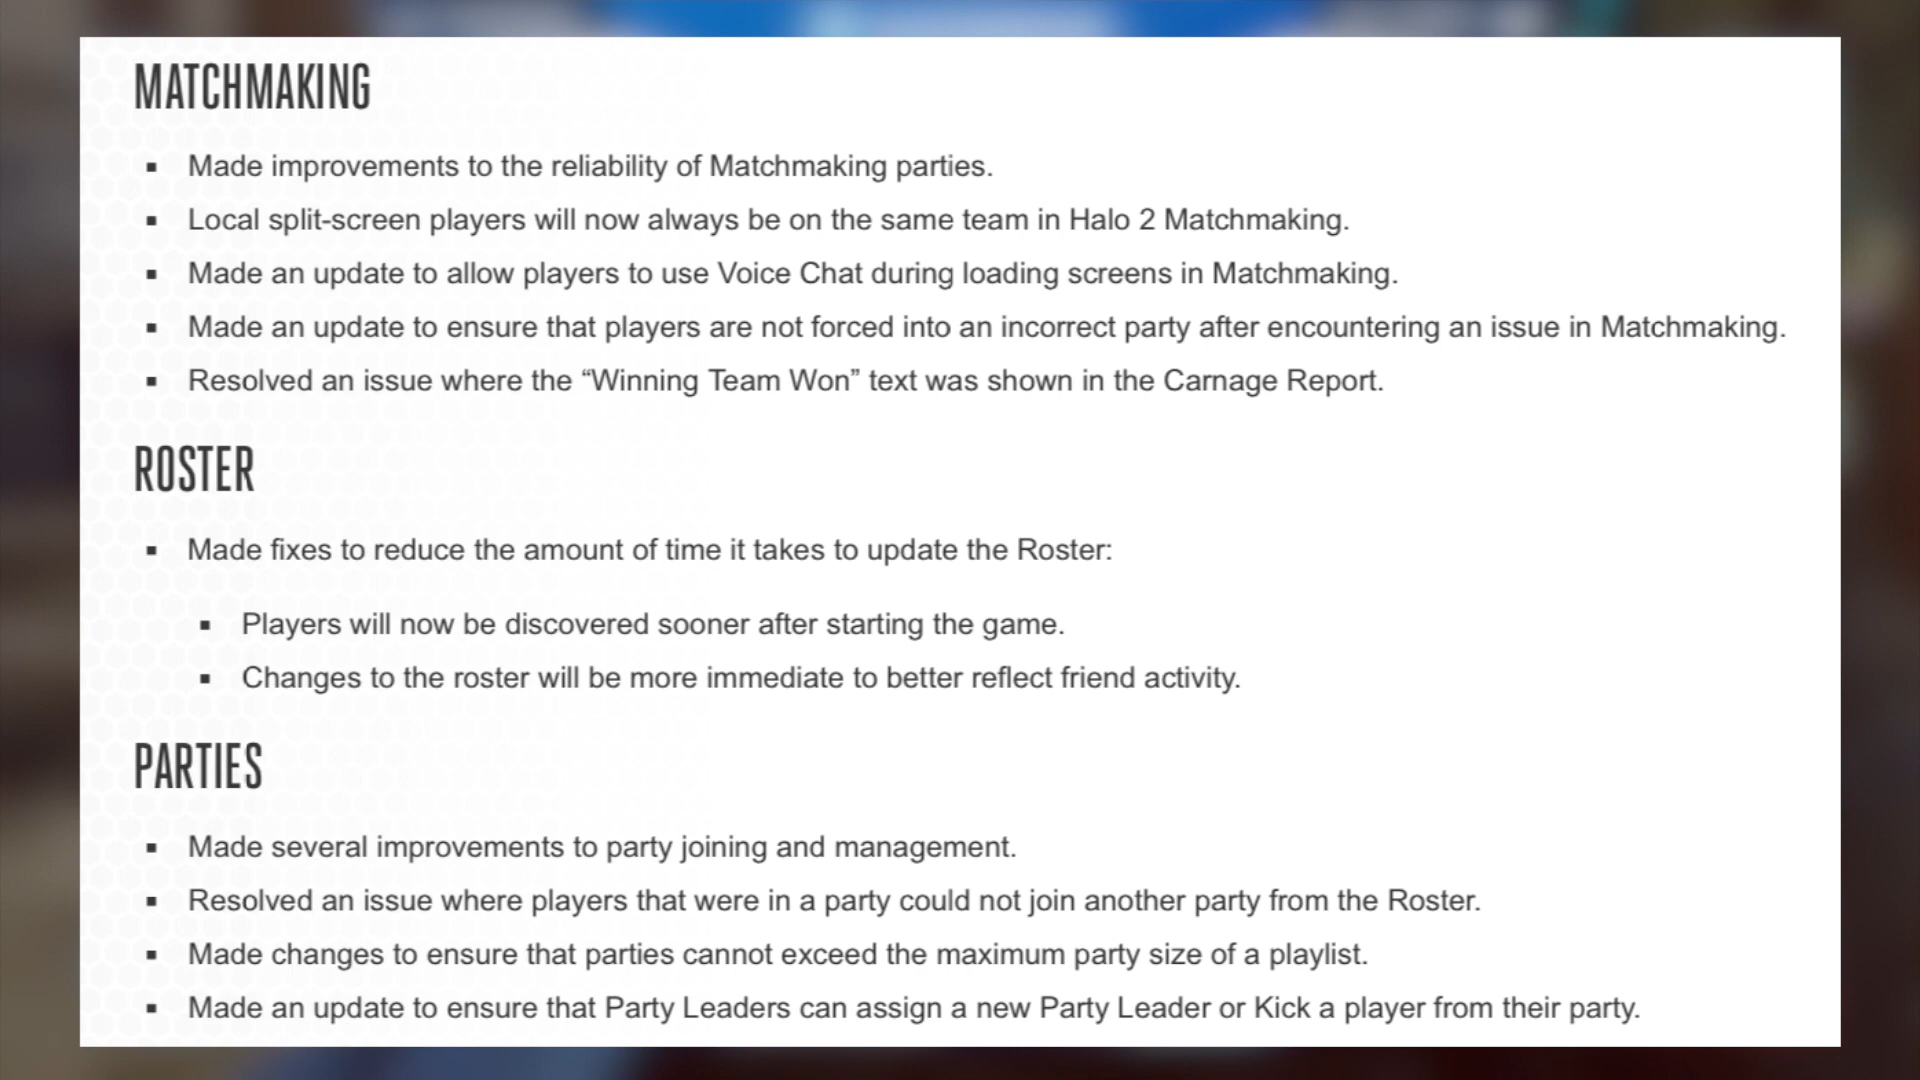 MATCHMAKING
▪ Made improvements to the reliability of Matchmaking parties.
▪ Local split-screen players will now always be on the same team in Halo 2 Matchmaking.
▪ Made an update to allow players to use Voice Chat during loading screens in Matchmaking.
▪ Made an update to ensure that players are not forced into an incorrect party after encountering an issue in Matchmaking.
▪ Resolved an issue where the “Winning Team Won” text was shown in the Carnage Report.
ROSTER
▪ Made fixes to reduce the amount of time it takes to update the Roster:
▪ Players will now be discovered sooner after starting the game.
▪ Changes to the roster will be more immediate to better reflect friend activity.
PARTIES
▪ Made several improvements to party joining and management.
▪ Resolved an issue where players that were in a party could not join another party from the Roster.
▪ Made changes to ensure that parties cannot exceed the maximum party size of a playlist.
▪ Made an update to ensure that Party Leaders can assign a new Party Leader or Kick a player from their party.